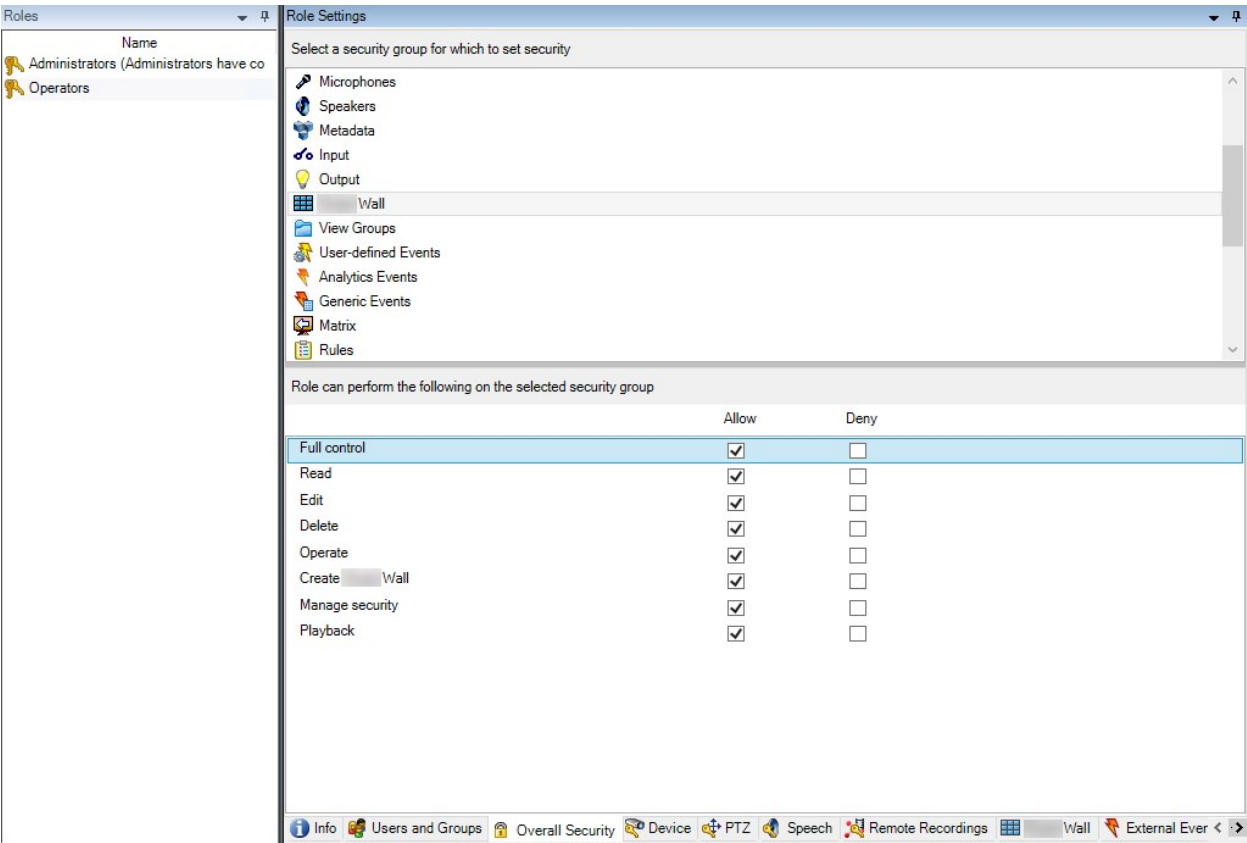 Roles
Name
Administrators (Administrators have co
Operators
Role Settings
Select a security group for which to set security
Microphones
Speakers
Metadata
Input
Output
Wall
View Groups
User-defined Events
Analytics Events
Generic Events
Matrix
Rules
Role can perform the following on the selected security group
Allow Deny
Full control
Read
Edit
Delete
Operate
Create Wall
Manage security
Playback
Info Users and Groups Overall Security Device PTZ Speech Remote Recordings Wall External Ever